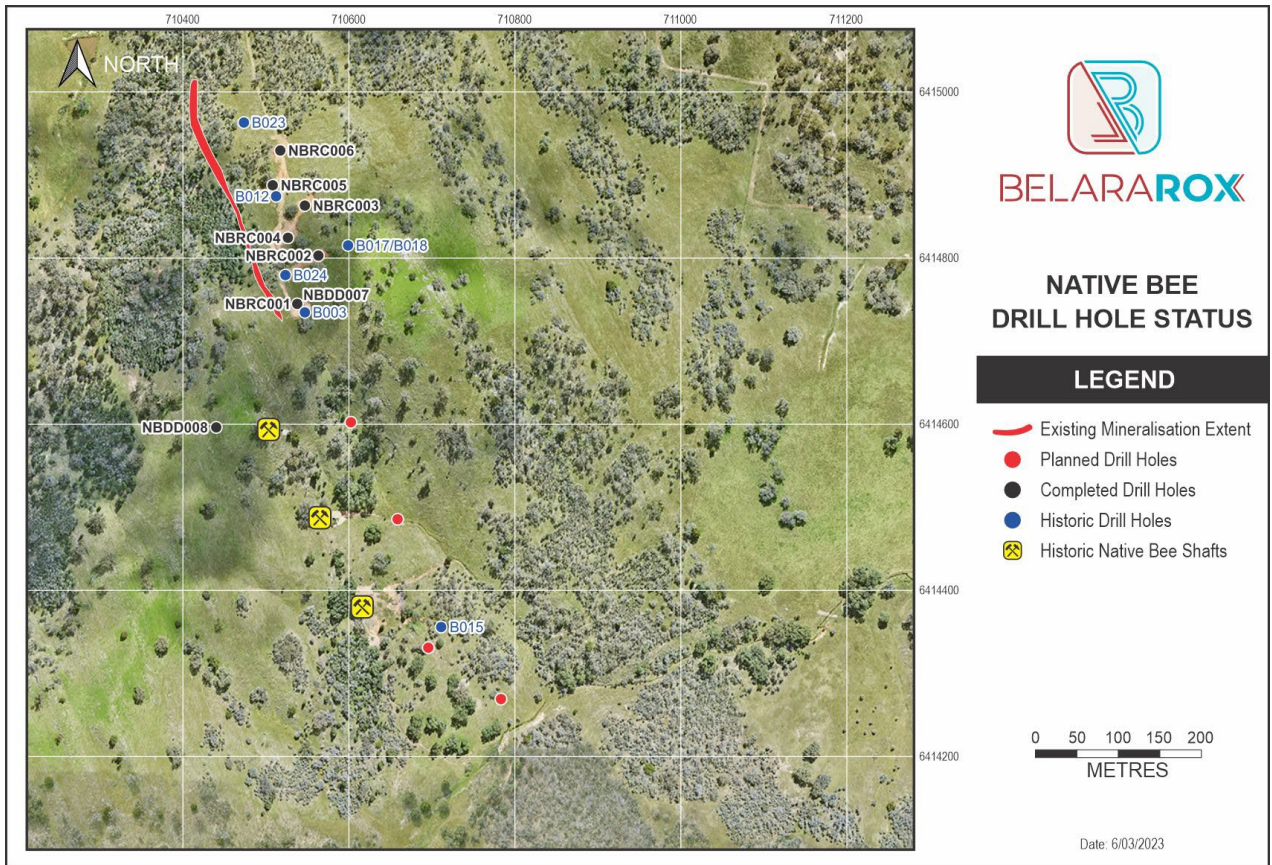 710400
710600
710800
711000
711200
NORTH
6415000
B023
NBRC006
NBRC005
B012
NBRC003
NBRC004
B017/B018
NBRC002
6414800
B024
NBDD007
NBRC001
B003
NBDD008
6414600
6414400
B015
6414200
BELARAROX
NATIVE BEE
DRILL HOLE STATUS
LEGEND
Existing Mineralisation Extent
Planned Drill Holes
Completed Drill Holes
Historic Drill Holes
Historic Native Bee Shafts
0 50 100 150 200
METRES
Date: 6/03/2023